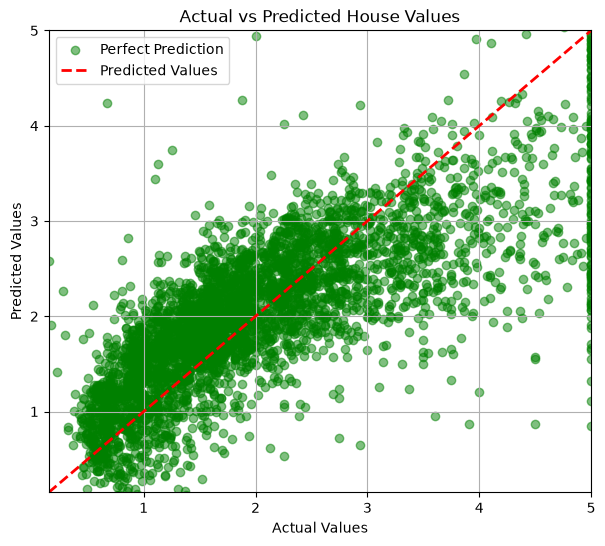 Actual vs Predicted House Values
Perfect Prediction
Predicted Values
Predicted Values
5
4
3
2
1
1 2 3 4 5
Actual Values